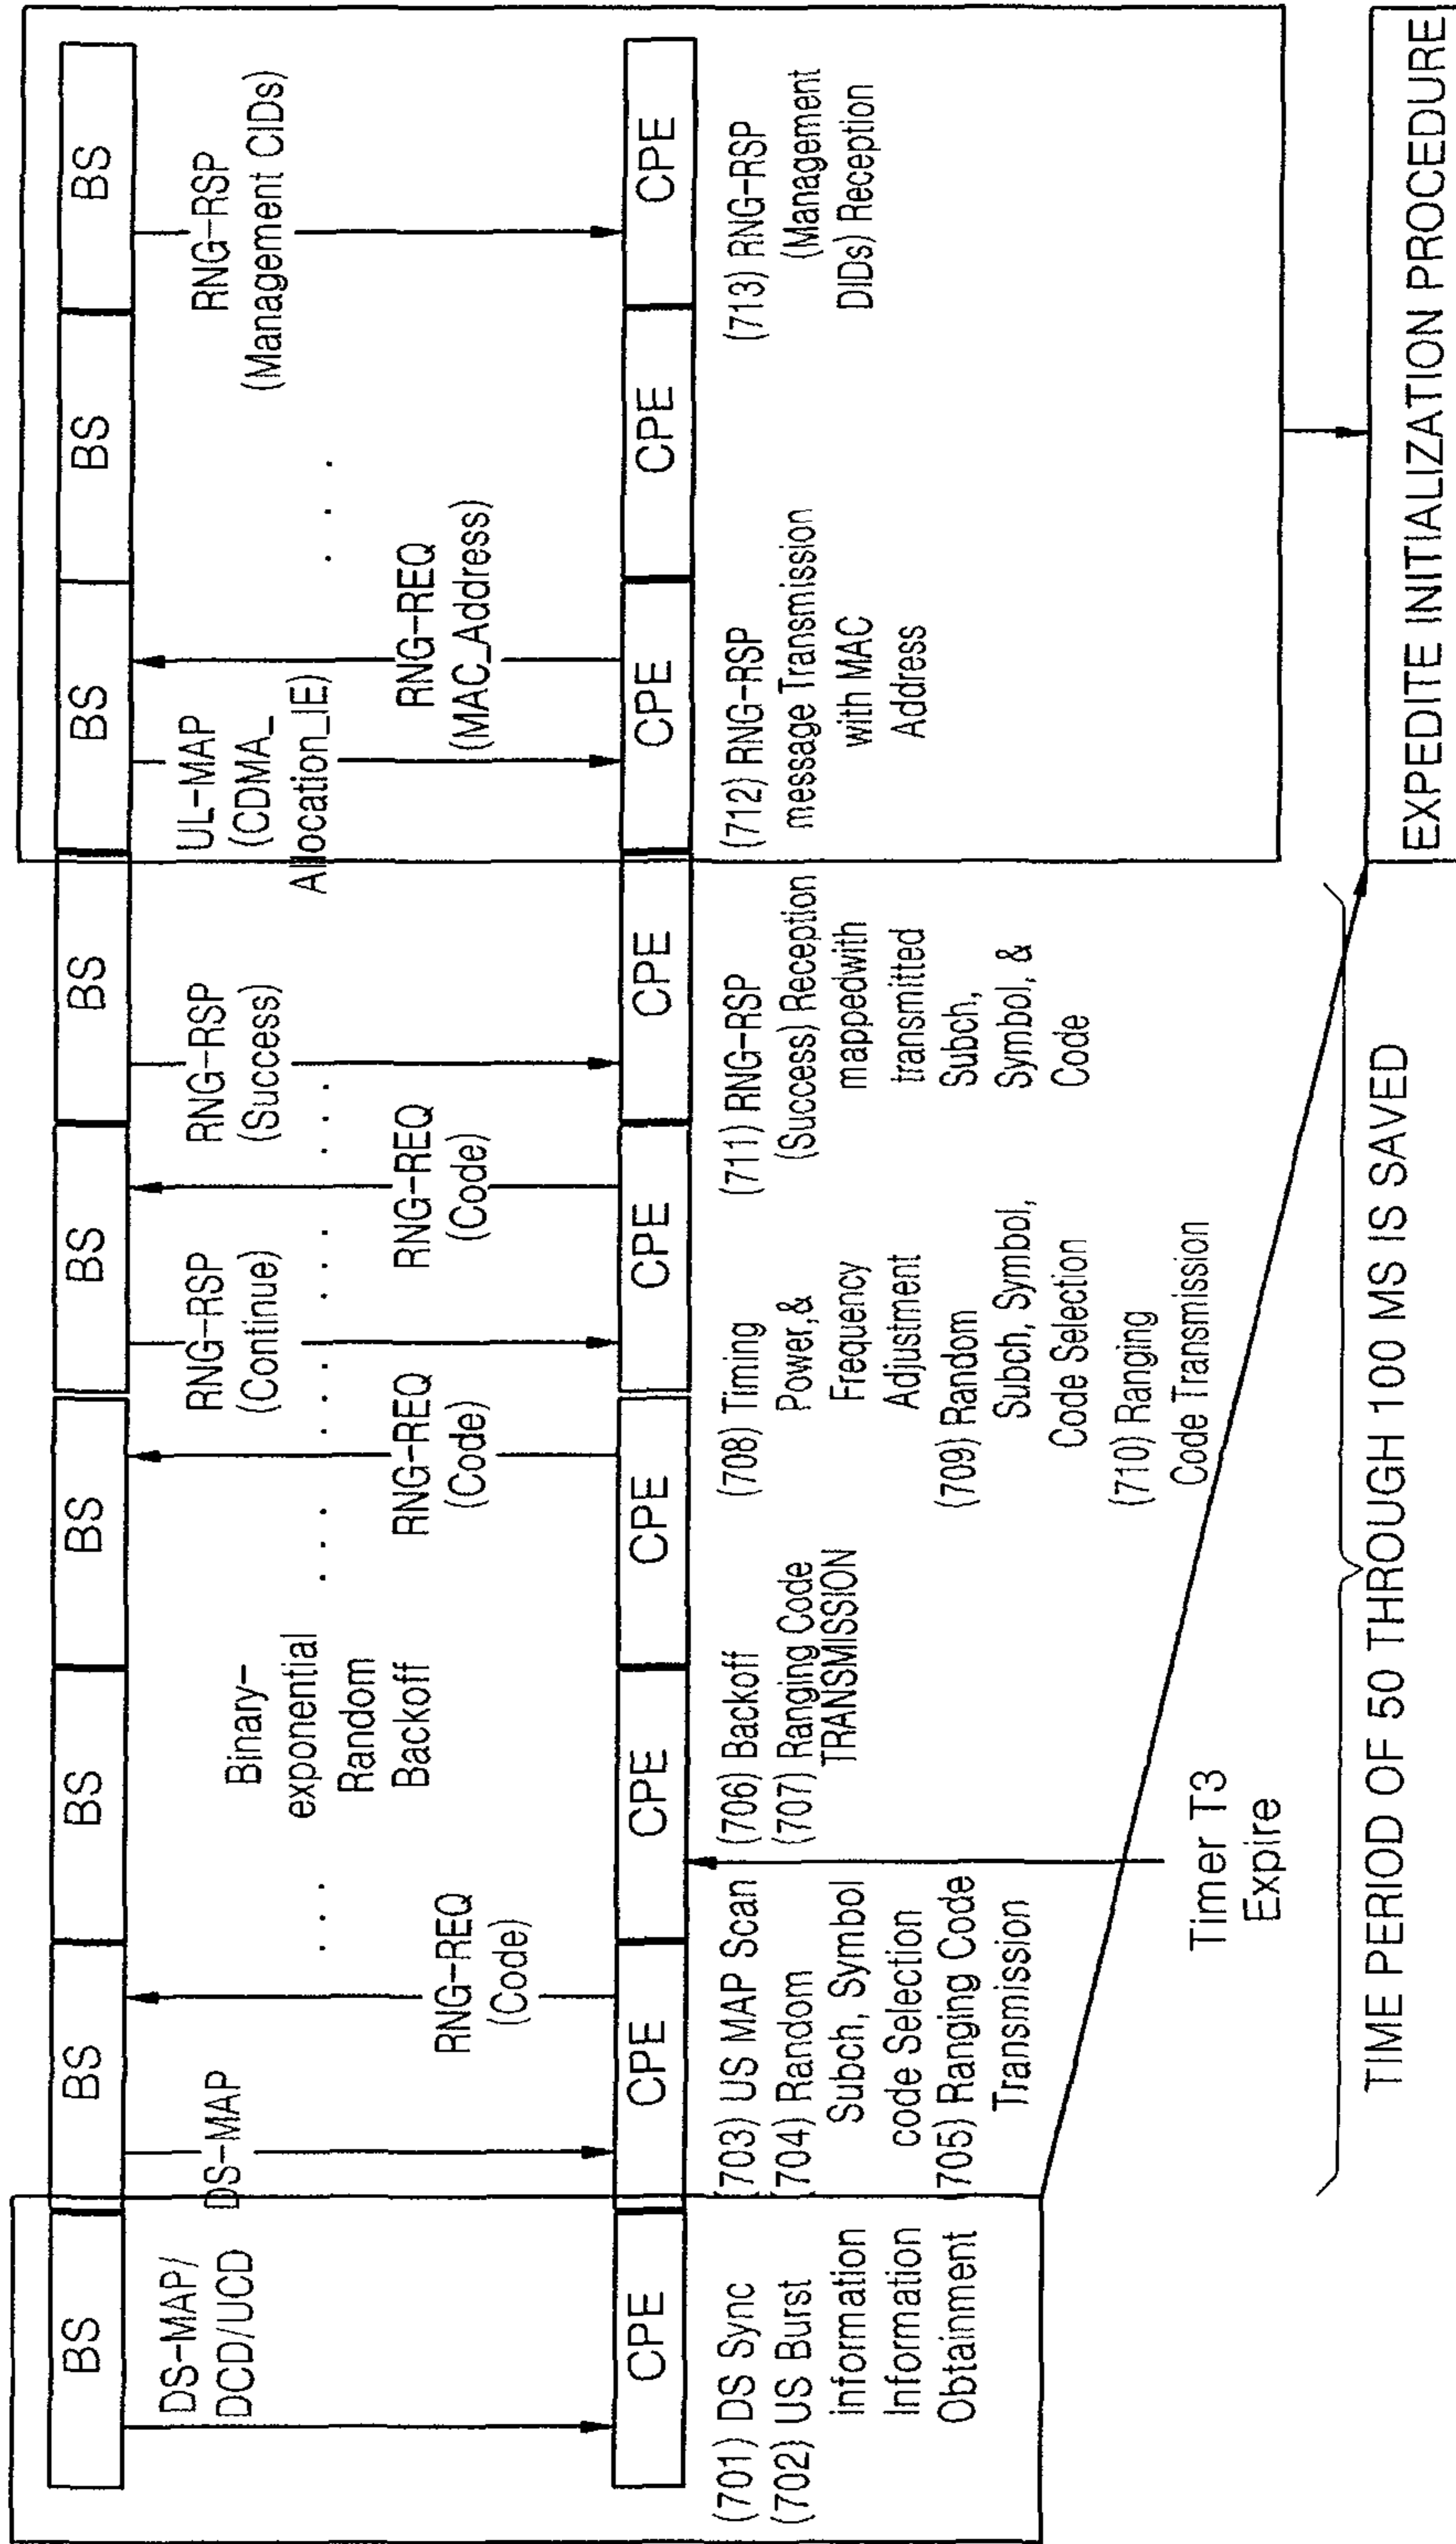 BS
BS
BS
BS
BS
BS
BS
BS
BS
DS-MAP/
DCD/UCD
DS-MAP
RNG-REQ
(Code)
. . .
Binary-
exponential
Random
Backoff
. . . . . . . . . . . .
RNG-REQ
(Code)
RNG-RSP
(Continue)
RNG-REQ
(Code)
RNG-RSP
(Success)
UL-MAP
(CDMA_
Allocation_IE)
RNG-REQ
(MAC_Address)
. . .
RNG-RSP
(Management CIDs)
CPE
CPE
CPE
CPE
CPE
CPE
CPE
CPE
CPE
(701) DS Sync
(702) US Burst
Information
Information
Obtainment
(703) US MAP Scan
(704) Random
Subch, Symbol
code Selection
(705) Ranging Code
Transmission
(706) Backoff
(707) Ranging Code
TRANSMISSION
(708) Timing
Power,&
Frequency
Adjustment
(709) Random
Subch, Symbol,
Code Selection
(710) Ranging
Code Transmission
(711) RNG-RSP
(Success) Reception
mappedwith
transmitted
Subch,
Symbol, &
Code
(712) RNG-RSP
message Transmission
with MAC
Address
(713) RNG-RSP
(Management
DIDs) Reception
Timer T3
Expire
TIME PERIOD OF 50 THROUGH 100 MS IS SAVED
EXPEDITE INITIALIZATION PROCEDURE